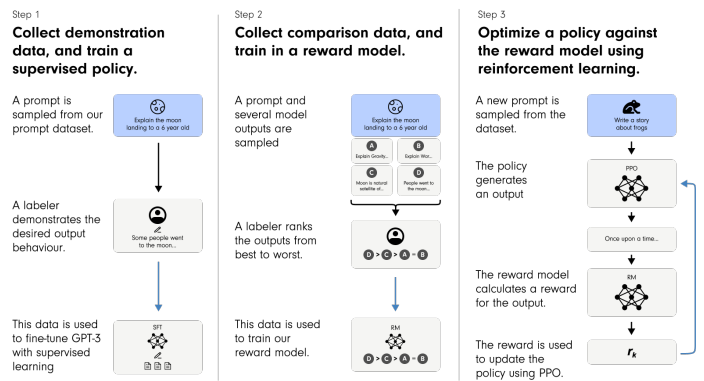 Step 1
Collect demonstration
data, and train a
supervised policy.
A prompt is
sampled from our
prompt dataset.
Explain the moon
landing to a 6 year old
A labeler
demonstrates the
desired output
behaviour.
Some people went
to the moon...
This data is used
to fine-tune GPT-3
with supervised
learning
SFT
Step 2
Collect comparison data, and
train in a reward model.
A prompt and
several model
outputs are
sampled
Explain the moon
landing to a 6 year old
A
Explain Gravity...
B
Explain War...
C
Moon is natural
satellite of...
D
People went to
the moon...
A labeler ranks
the outputs from
best to worst.
D > C > A = B
This data is used
to train our
reward model.
RM
D > C > A = B
Step 3
Optimize a policy against
the reward model using
reinforcement learning.
A new prompt is
sampled from the
dataset.
Write a story
about frogs
The policy
generates
an output
PPO
Once upon a time...
The reward model
calculates a reward
for the output.
RM
The reward is used
to update the
policy using PPO.
rk